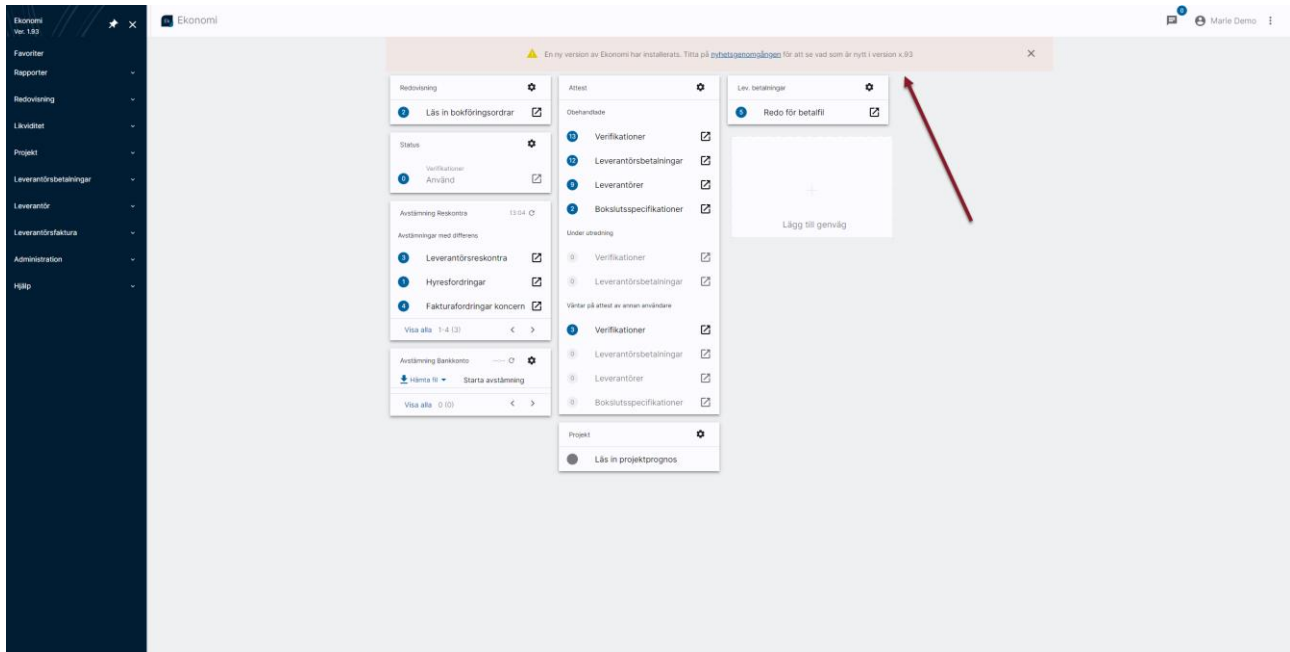 Ekonomi
Ver. 1.93
Favoriter
Rapporter
Redovisning
Likviditet
Projekt
Leverantörsbetalningar
Leverantör
Leverantörsfaktura
Administration
Hjälp
Ekonomi
0
Marie Demo
En ny version av Ekonomi har installerats. Titta på nyhetsgenomgången för att se vad som är nytt i version x.93
Redovisning
2 Läs in bokföringsordrar
Status
Verifikationer
0 Använd
Avstämning Reskontra 13:04
Avstämningar med differens
3 Leverantörsreskontra
1 Hyresfordringar
4 Fakturafordringar koncern
Visa alla 1-4 (3)
Avstämning Bankkonto --:--
Hämta fil Starta avstämning
Visa alla 0 (0)
Attest
Obehandlade
13 Verifikationer
12 Leverantörsbetalningar
9 Leverantörer
2 Bokslutsspecifikationer
Under utredning
0 Verifikationer
0 Leverantörsbetalningar
Väntar på attest av annan användare
3 Verifikationer
0 Leverantörsbetalningar
0 Leverantörer
0 Bokslutsspecifikationer
Projekt
Läs in projektprognos
Lev. betalningar
5 Redo för betalfil
Lägg till genväg